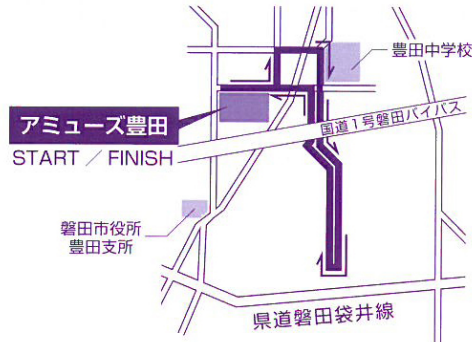 豊田中学校
アミューズ豊田
START / FINISH
国道1号磐田バイパス
磐田市役所
豊田支所
県道磐田袋井線